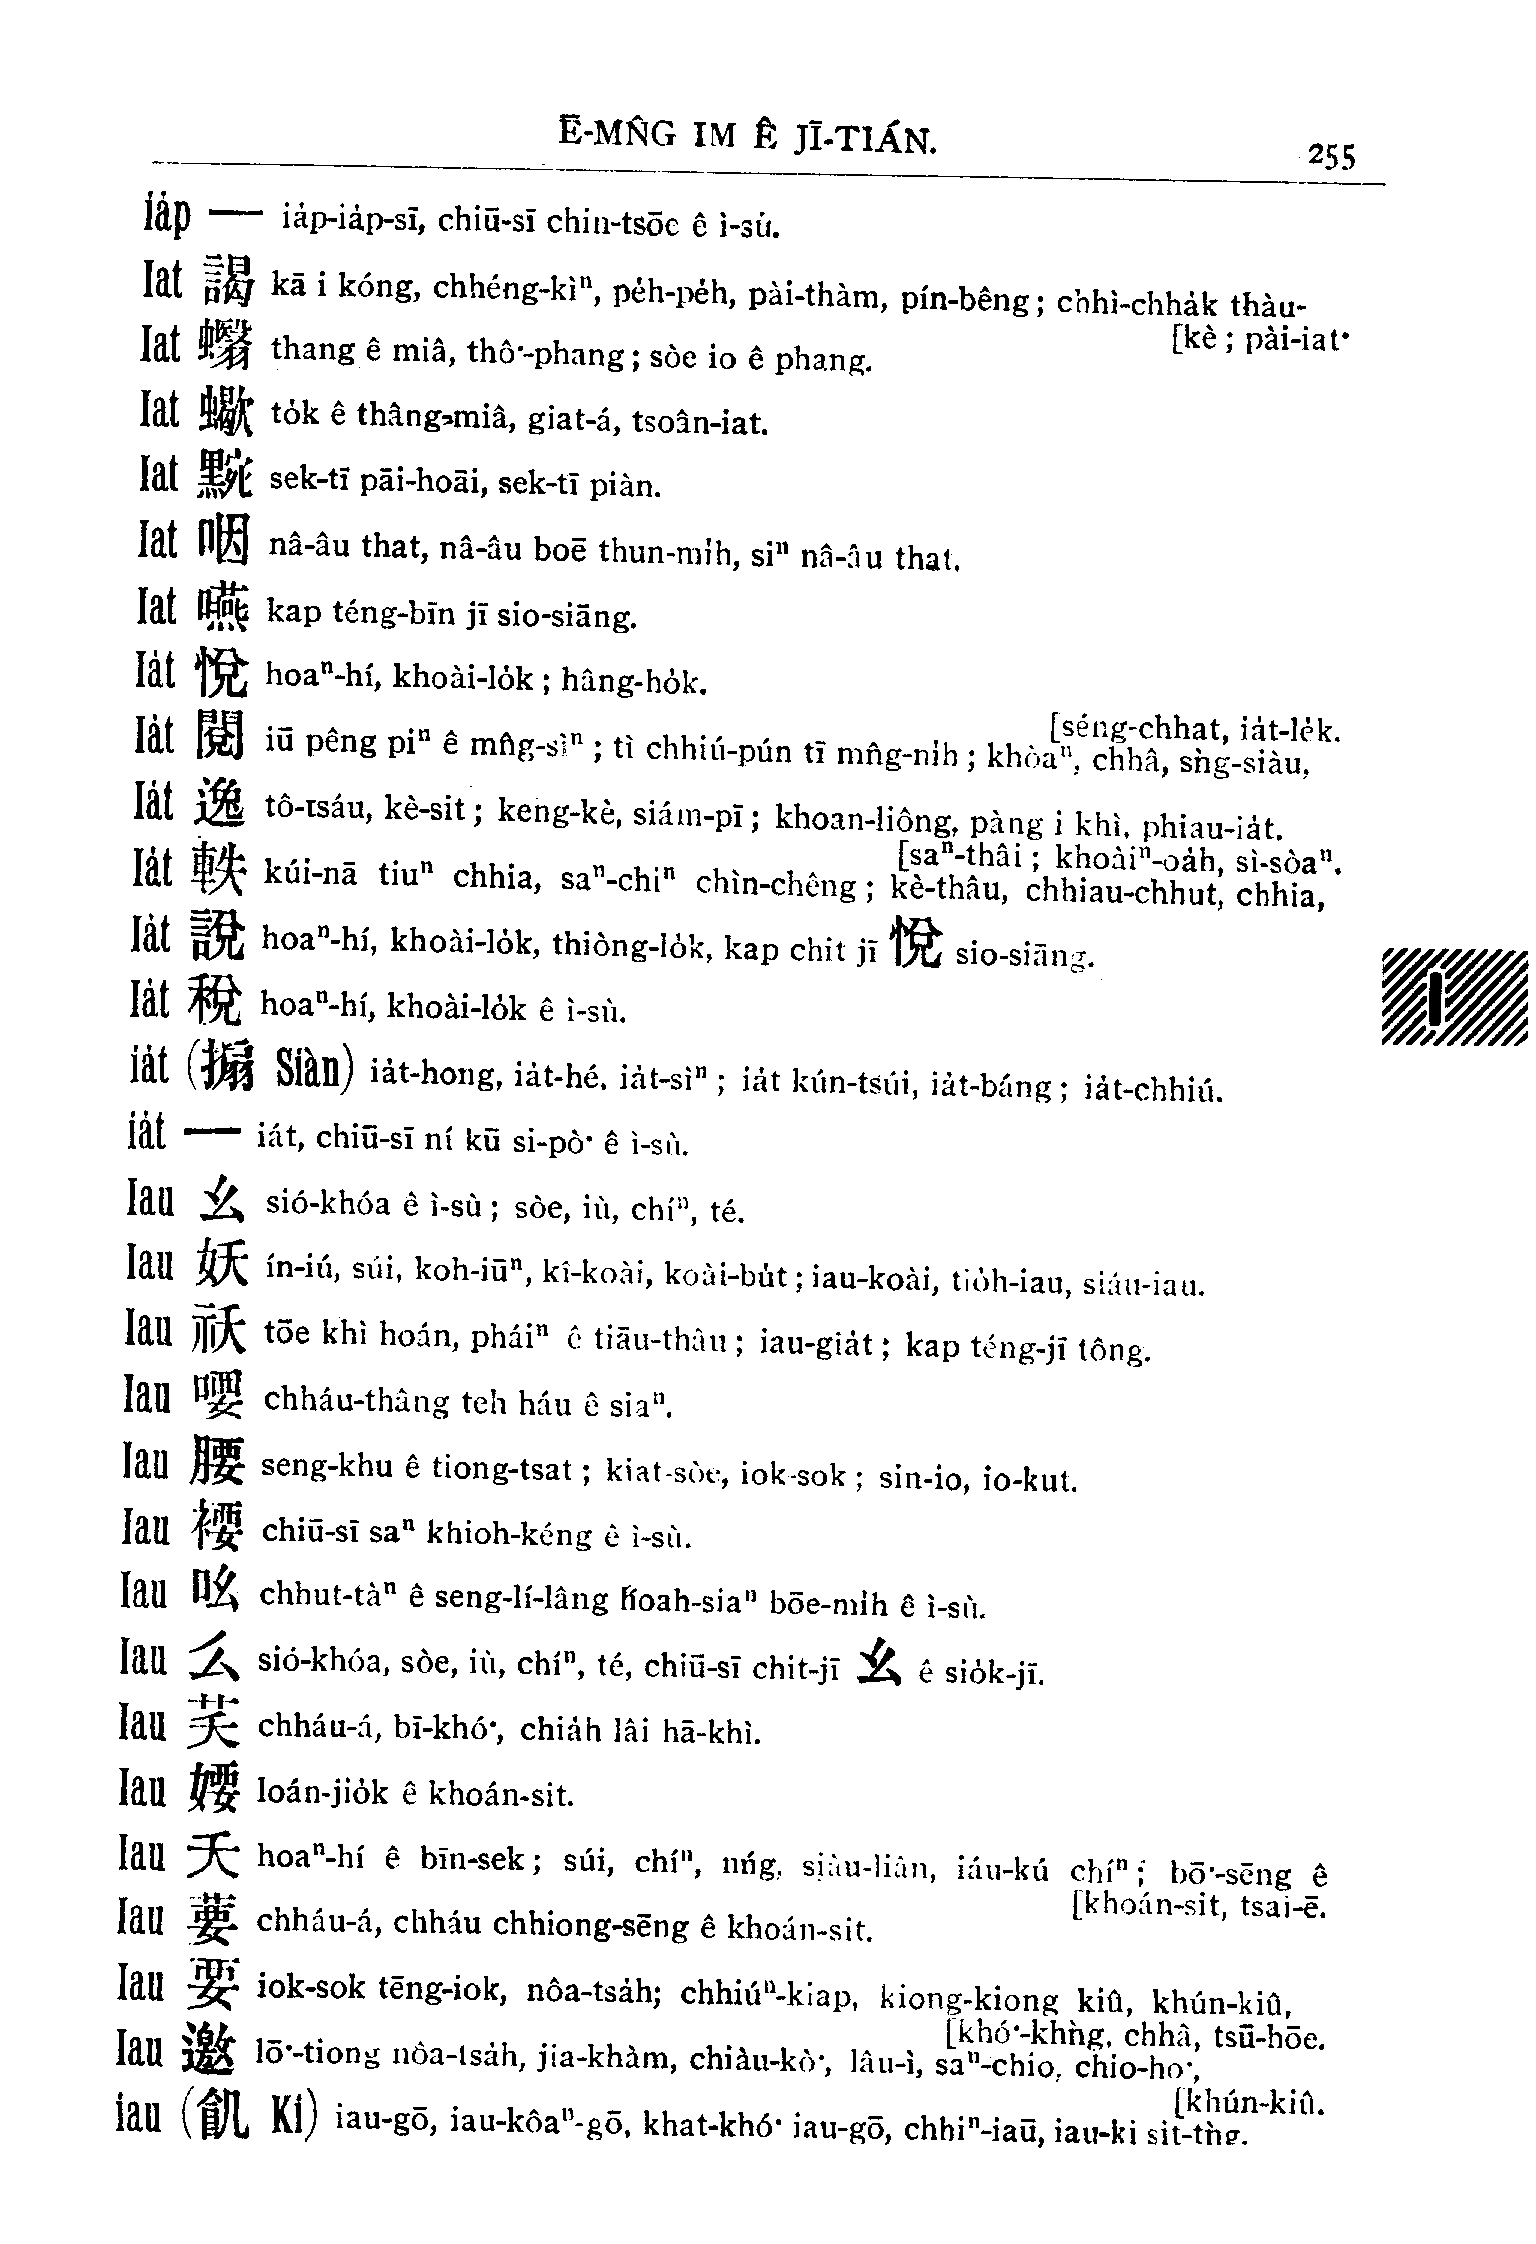 Ē-MN̂G IM Ê JĪ-TIÁN.
255
ia̍p — ia̍p-ia̍p-sī, chiū-sī chin-tsōe ê ì-sù.
Iat 謁 kā i kóng, chhéng-kìⁿ, pe̍h-pe̍h, pài-thàm, pín-bêng; chhì-chha̍k thàu-
[kè; pài-iat·
Iat 蠮 thang ê miâ, thô·-phang; sòe io ê phang.
Iat 蠍 to̍k ê thâng-miâ, giat-á, tsoân-iat.
Iat 黦 sek-tī pāi-hoāi, sek-tī piàn.
Iat 咽 nâ-âu that, nâ-âu boē thun-mi̍h, siⁿ nâ-âu that.
Iat 嚥 kap téng-bīn jī sio-siāng.
Ia̍t 悅 hoaⁿ-hí, khoài-lo̍k; hâng-ho̍k.
[séng-chhat, ia̍t-le̍k.
Ia̍t 閱 iū pêng piⁿ ê mn̂g-sìⁿ; tì chhiú-pún tī mn̂g-ni̍h; khòaⁿ, chhâ, sǹg-siàu,
Ia̍t 逸 tô-tsáu, kè-sit; keng-kè, siám-pī; khoan-liông, pàng i khì, phiau-ia̍t.
[saⁿ-thâi; khoàiⁿ-oa̍h, sì-sòaⁿ.
Ia̍t 軼 kúi-nā tiuⁿ chhia, saⁿ-chiⁿ chìn-chêng; kè-thâu, chhiau-chhut, chhia,
Ia̍t 說 hoaⁿ-hí, khoài-lo̍k, thiòng-lo̍k, kap chit jī 悅 sio-siāng.
Ia̍t 稅 hoaⁿ-hí, khoài-lo̍k ê ì-sù.
ia̍t (搧 Siàn) ia̍t-hong, ia̍t-hé, ia̍t-sìⁿ; ia̍t kún-tsúi, ia̍t-báng; ia̍t-chhiú.
ia̍t — iát, chiū-sī ní kū si-pò· ê ì-sù.
Iau 幺 sió-khóa ê ì-sù; sòe, iù, chíⁿ, té.
Iau 妖 ín-iú, súi, koh-iūⁿ, kî-koài, koài-bu̍t; iau-koài, tio̍h-iau, siáu-iau.
Iau 祅 tōe khì hoán, pháiⁿ ê tiāu-thâu; iau-gia̍t; kap téng-jī tông.
Iau 喓 chháu-thâng teh háu ê siaⁿ.
Iau 腰 seng-khu ê tiong-tsat; kiat-sòe, iok-sok; sin-io, io-kut.
Iau 褄 chiū-sī saⁿ khioh-kéng ê ì-sù.
Iau 吆 chhut-tàⁿ ê seng-lí-lâng hoah-siaⁿ bōe-mi̍h ê ì-sù.
Iau 么 sió-khóa, sòe, iù, chíⁿ, té, chiū-sī chit-jī 幺 ê sio̍k-jī.
Iau 芺 chháu-á, bī-khó·, chia̍h lâi hā-khì.
Iau 婹 loán-jio̍k ê khoán-sit.
Iau 夭 hoaⁿ-hí ê bīn-sek; súi, chíⁿ, nńg, siàu-liân, iáu-kú chíⁿ; bō·-sēng ê
[khoán-sit, tsai-ē.
Iau 葽 chháu-á, chháu chhiong-sēng ê khoán-sit.
Iau 要 iok-sok tēng-iok, nôa-tsa̍h; chhiúⁿ-kiap, kiong-kiong kiû, khún-kiû,
[khó·-khǹg, chhâ, tsū-hōe.
Iau 邀 lō·-tiong nôa-tsa̍h, jia-khàm, chiàu-kò·, lâu-ì, saⁿ-chio, chio-ho·,
[khún-kiû.
iau (飢 Ki) iau-gō, iau-kôaⁿ-gō, khat-khó· iau-gō, chhiⁿ-iaū, iau-ki sit-tǹg.
I